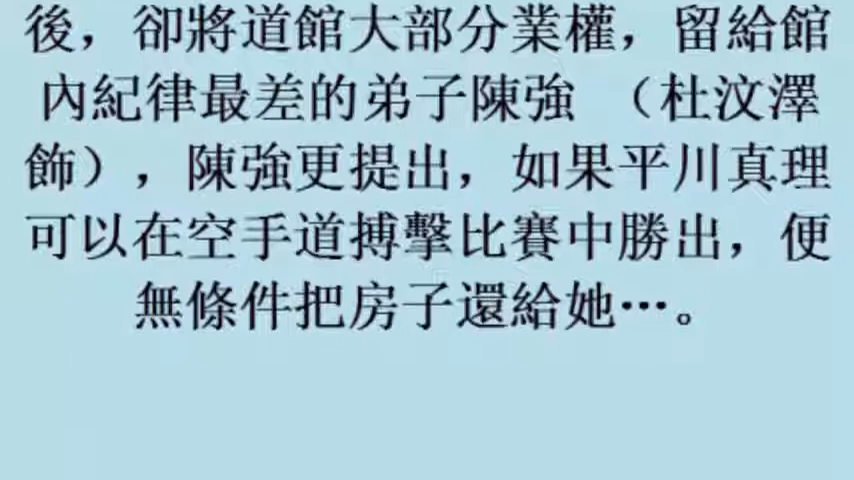 後，卻將道館大部分業權，留給館
內紀律最差的弟子陳強 （杜汶澤
飾），陳強更提出，如果平川真理
可以在空手道搏擊比賽中勝出，便
無條件把房子還給她…。